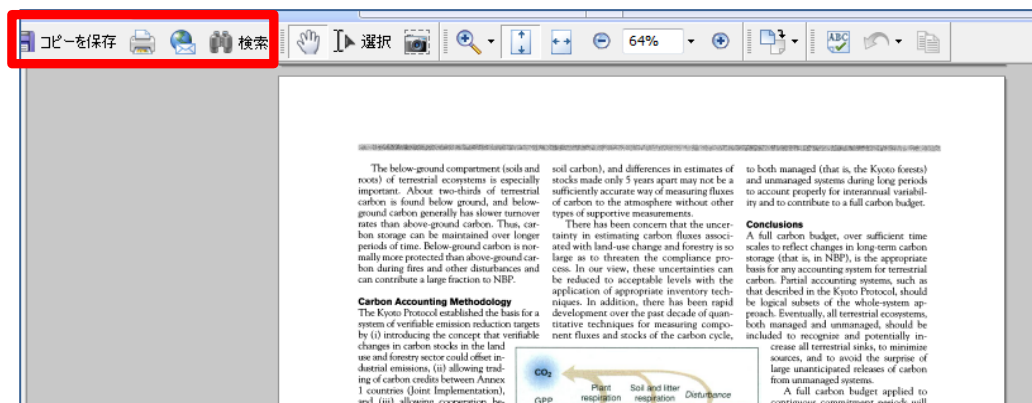 コピーを保存 検索 選択 64% ABC
The below-ground compartment (soils and
roots) of terrestrial ecosystems is especially
important. About two-thirds of terrestrial
carbon is found below ground, and below-
ground carbon generally has slower turnover
rates than above-ground carbon. Thus, car-
bon storage can be maintained over longer
periods of time. Below-ground carbon is nor-
mally more protected than above-ground car-
bon during fires and other disturbances and
can contribute a large fraction to NBP.
Carbon Accounting Methodology
The Kyoto Protocol established the basis for a
system of verifiable emission reduction targets
by (i) introducing the concept that verifiable
changes in carbon stocks in the land
use and forestry sector could offset in-
dustrial emissions, (ii) allowing trad-
ing of carbon credits between Annex
1 countries (Joint Implementation),
and (iii) allowing cooperation be-
soil carbon), and differences in estimates of
stocks made only 5 years apart may not be a
sufficiently accurate way of measuring fluxes
of carbon to the atmosphere without other
types of supportive measurements.
There has been concern that the uncer-
tainty in estimating carbon fluxes associ-
ated with land-use change and forestry is so
large as to threaten the compliance pro-
cess. In our view, these uncertainties can
be reduced to acceptable levels with the
application of appropriate inventory tech-
niques. In addition, there has been rapid
development over the past decade of quan-
titative techniques for measuring compo-
nent fluxes and stocks of the carbon cycle,
CO2
GPP
Plant
respiration
Soil and litter
respiration
Disturbance
to both managed (that is, the Kyoto forests)
and unmanaged systems during long periods
to account properly for interannual variabil-
ity and to contribute to a full carbon budget.
Conclusions
A full carbon budget, over sufficient time
scales to reflect changes in long-term carbon
storage (that is, in NBP), is the appropriate
basis for any accounting system for terrestrial
carbon. Partial accounting systems, such as
that described in the Kyoto Protocol, should
be logical subsets of the whole-system ap-
proach. Eventually, all terrestrial ecosystems,
both managed and unmanaged, should be
included to recognize and potentially in-
crease all terrestrial sinks, to minimize
sources, and to avoid the surprise of
large unanticipated releases of carbon
from unmanaged systems.
A full carbon budget applied to
contiguous commitment periods will